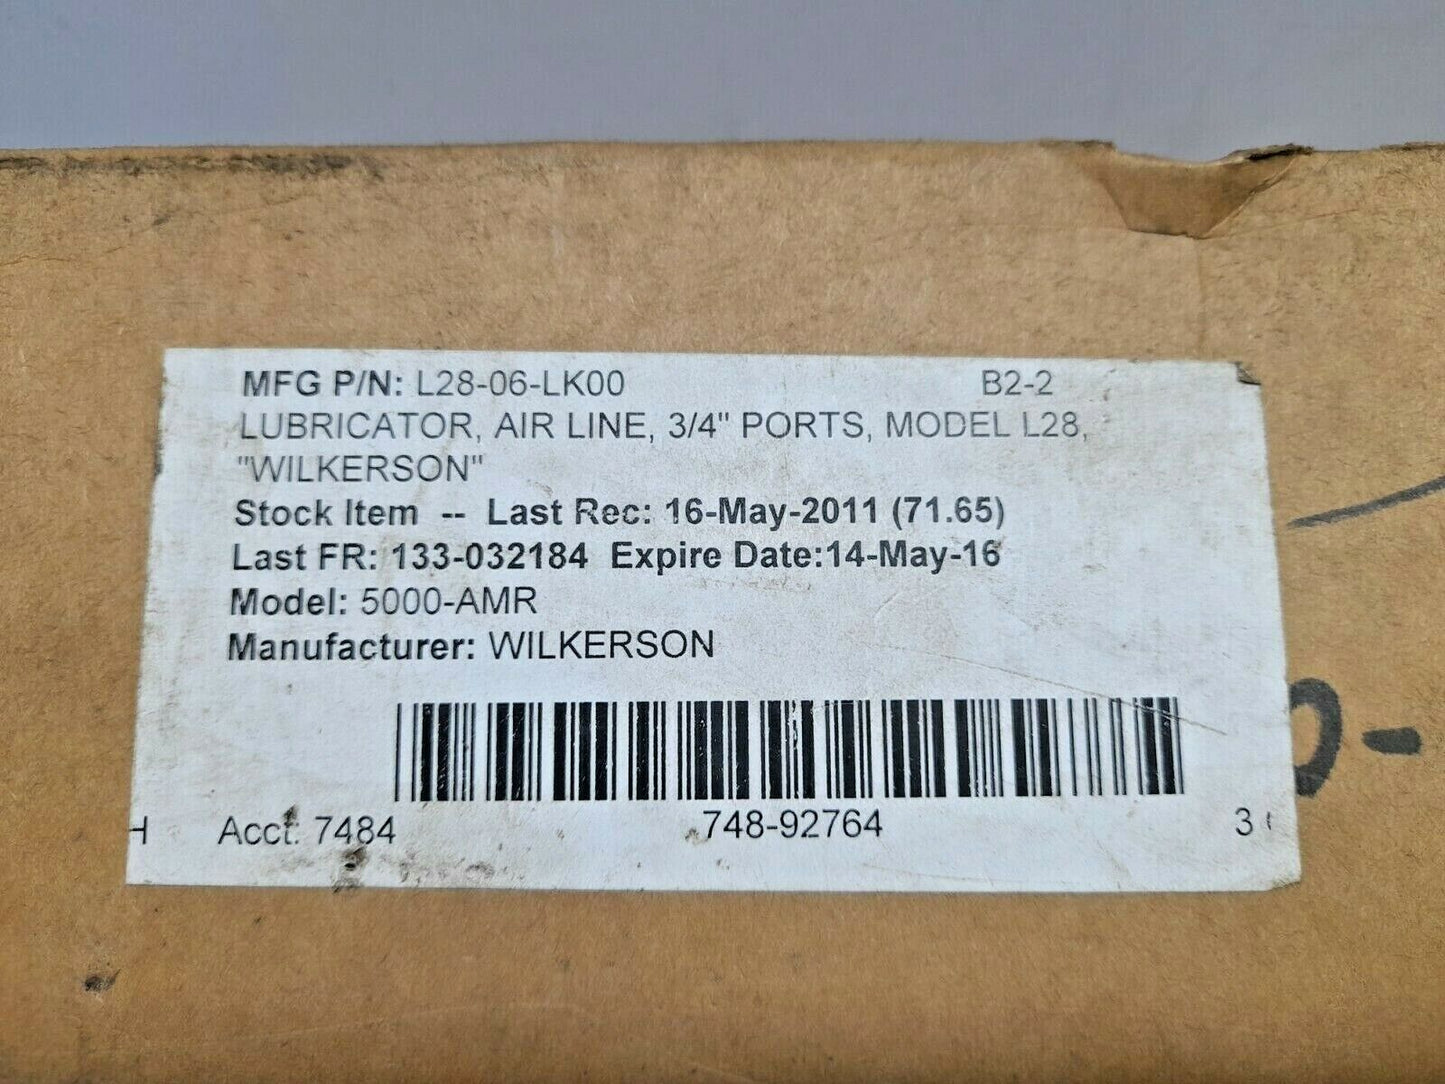 MFG P/N: L28-06-LK00 B2-2
LUBRICATOR, AIR LINE, 3/4" PORTS, MODEL L28,
"WILKERSON"
Stock Item -- Last Rec: 16-May-2011 (71.65)
Last FR: 133-032184 Expire Date:14-May-16
Model: 5000-AMR
Manufacturer: WILKERSON
H Acct: 7484 748-92764 3